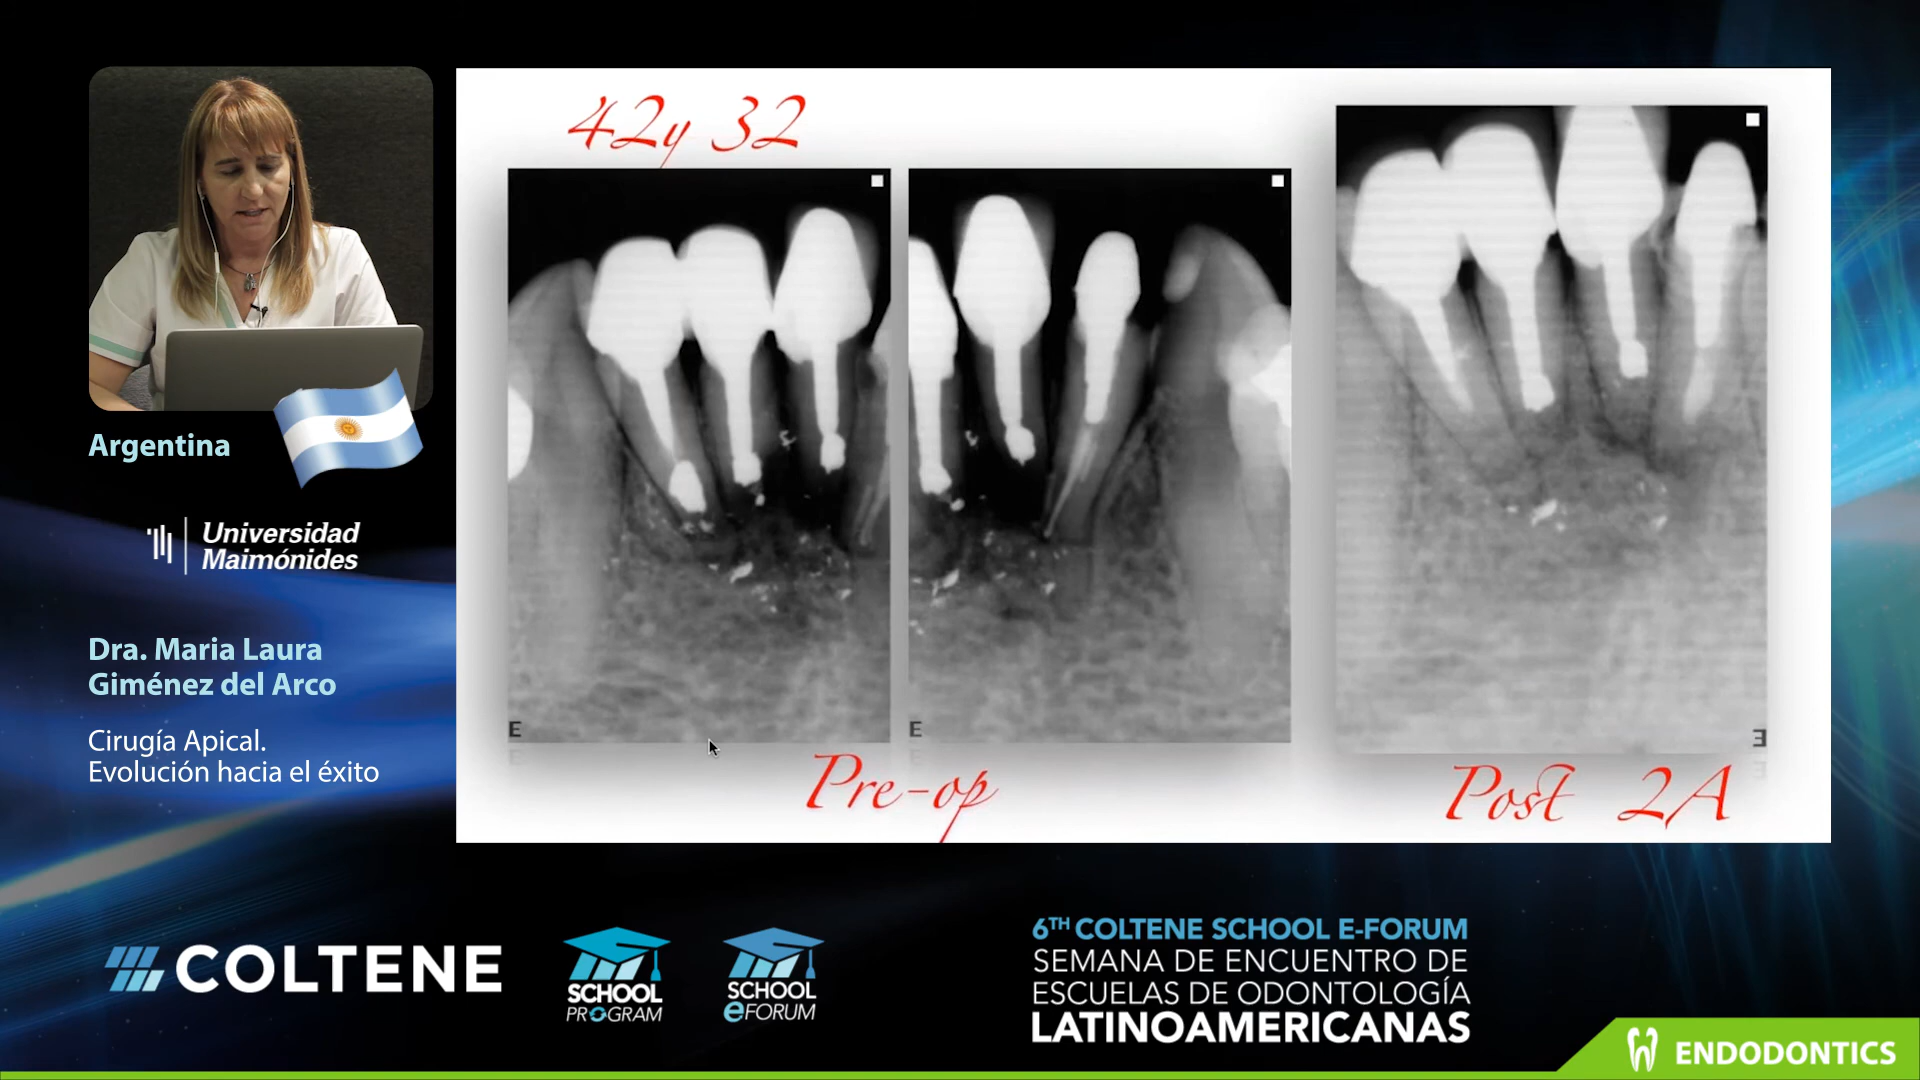 42y 32
E
E
E
Pre-op
Post 2A
Argentina
Universidad
Maimónides
Dra. Maria Laura
Giménez del Arco
Cirugía Apical.
Evolución hacia el éxito
COLTENE
SCHOOL
PROGRAM
SCHOOL
eFORUM
6TH COLTENE SCHOOL E-FORUM
SEMANA DE ENCUENTRO DE
ESCUELAS DE ODONTOLOGÍA
LATINOAMERICANAS
ENDODONTICS